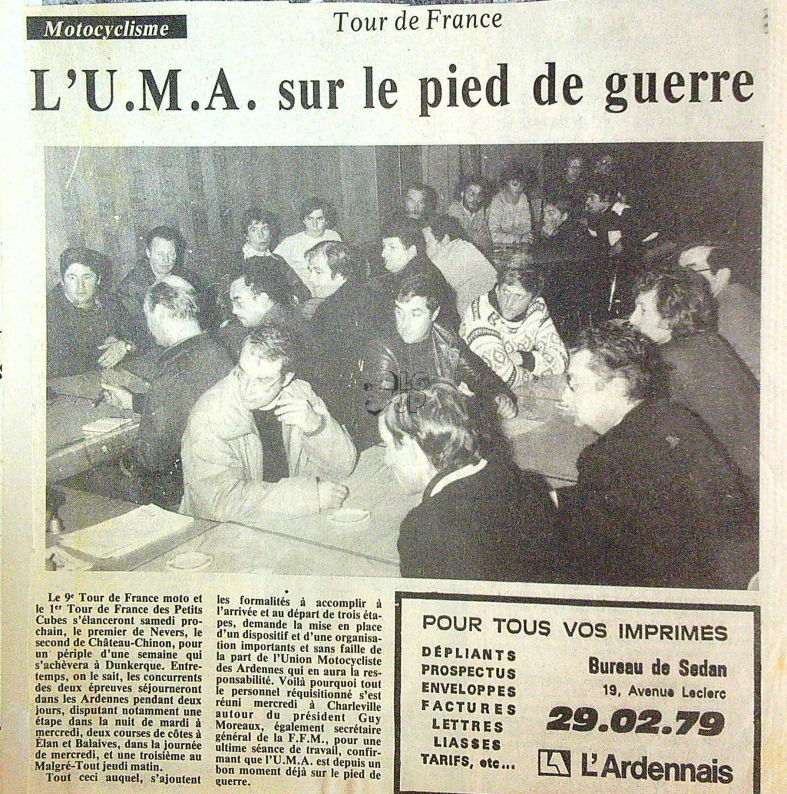 Motocyclisme
Tour de France
L'U.M.A. sur le pied de guerre
Le 9e Tour de France moto et
le 1er Tour de France des Petits
Cubes s'élanceront samedi pro-
chain, le premier de Nevers, le
second de Château-Chinon, pour
un périple d'une semaine qui
s'achèvera à Dunkerque. Entre-
temps, on le sait, les concurrents
des deux épreuves séjourneront
dans les Ardennes pendant deux
jours, disputant notamment une
étape dans la nuit de mardi à
mercredi, deux courses de côtes à
Élan et Balaives, dans la journée
de mercredi, et une troisième au
Malgré-Tout jeudi matin.
Tout ceci auquel, s'ajoutent
les formalités à accomplir à
l'arrivée et au départ de trois éta-
pes, demande la mise en place
d'un dispositif et d'une organisa-
tion importants et sans faille de
la part de l'Union Motocycliste
des Ardennes qui en aura la res-
ponsabilité. Voilà pourquoi tout
le personnel réquisitionné s'est
réuni mercredi à Charleville
autour du président Guy
Moreaux, également secrétaire
général de la F.F.M., pour une
ultime séance de travail, confir-
mant que l'U.M.A. est depuis un
bon moment déjà sur le pied de
guerre.
POUR TOUS VOS IMPRIMÉS
DÉPLIANTS
PROSPECTUS
ENVELOPPES
FACTURES
LETTRES
LIASSES
TARIFS, etc...
Bureau de Sedan
19, Avenue Leclerc
29.02.79
L'Ardennais